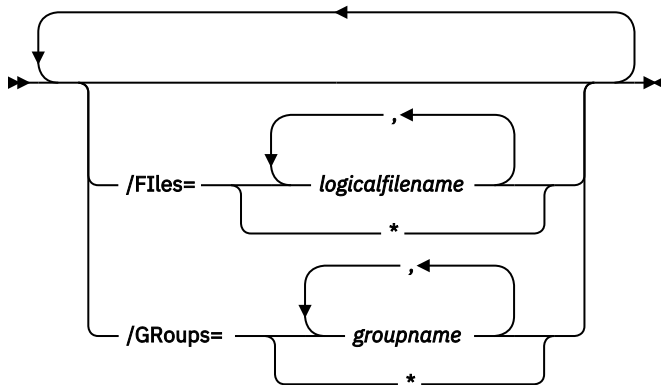 ,
/FIles= logicalfilename
*
,
/GRoups= groupname
*